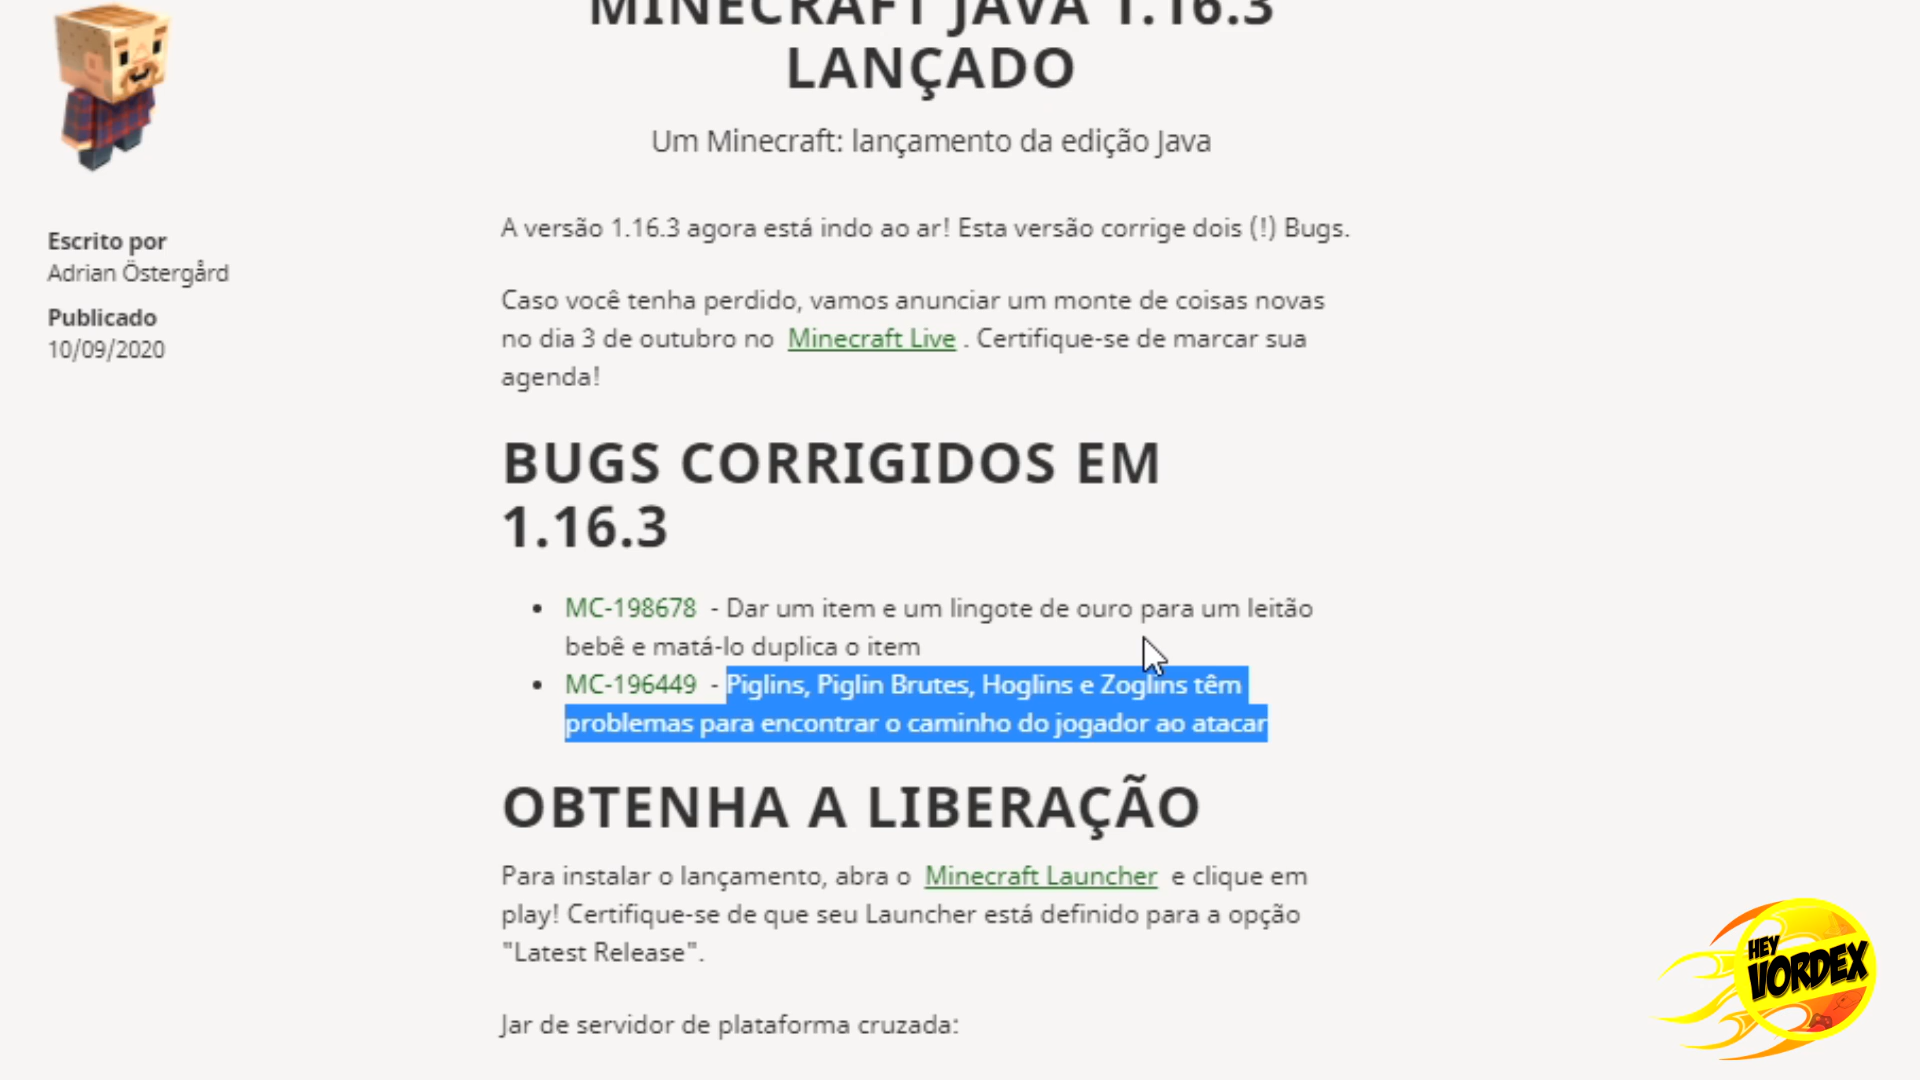 MINECRAFT JAVA 1.16.3
LANÇADO
Um Minecraft: lançamento da edição Java
Escrito por
Adrian Östergård
Publicado
10/09/2020
A versão 1.16.3 agora está indo ao ar! Esta versão corrige dois (!) Bugs.
Caso você tenha perdido, vamos anunciar um monte de coisas novas
no dia 3 de outubro no Minecraft Live . Certifique-se de marcar sua
agenda!
BUGS CORRIGIDOS EM
1.16.3
MC-198678 - Dar um item e um lingote de ouro para um leitão
bebê e matá-lo duplica o item
MC-196449 - Piglins, Piglin Brutes, Hoglins e Zoglins têm
problemas para encontrar o caminho do jogador ao atacar
OBTENHA A LIBERAÇÃO
Para instalar o lançamento, abra o Minecraft Launcher e clique em
play! Certifique-se de que seu Launcher está definido para a opção
"Latest Release".
Jar de servidor de plataforma cruzada:
HEY
VORDEX